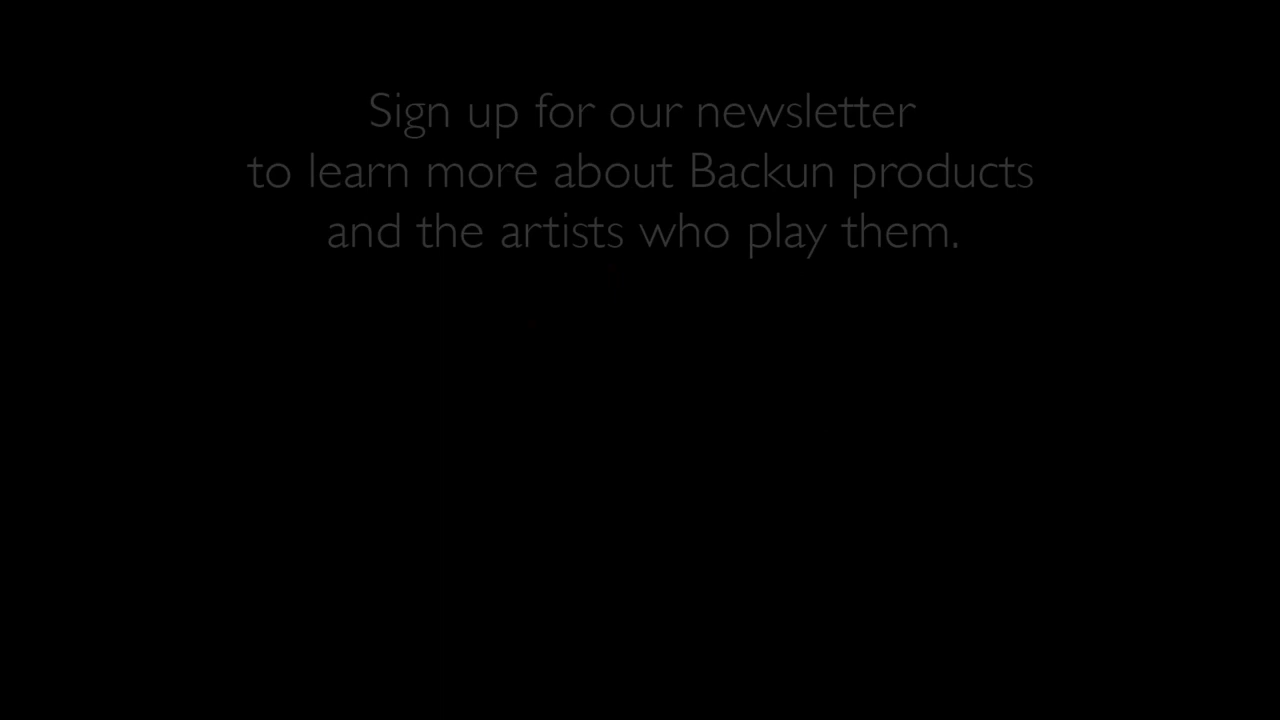 Sign up for our newsletter
to learn more about Backun products
and the artists who play them.